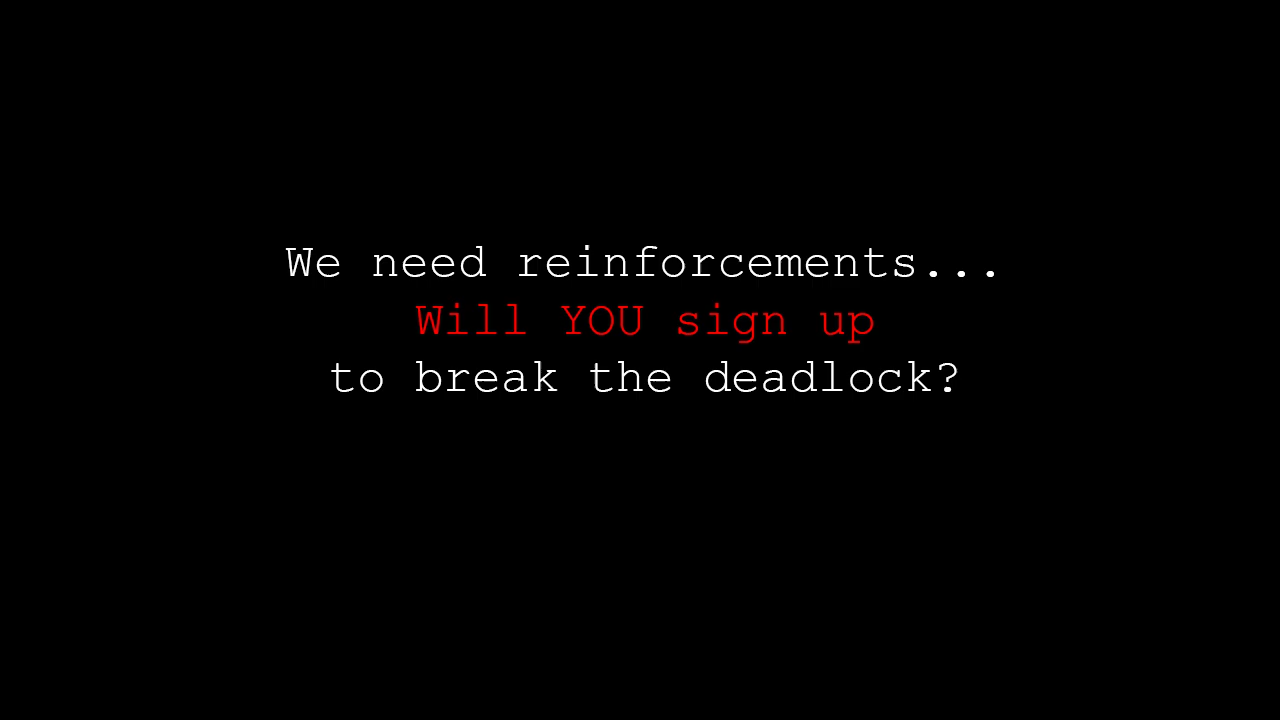 We need reinforcements...
Will YOU sign up
to break the deadlock?